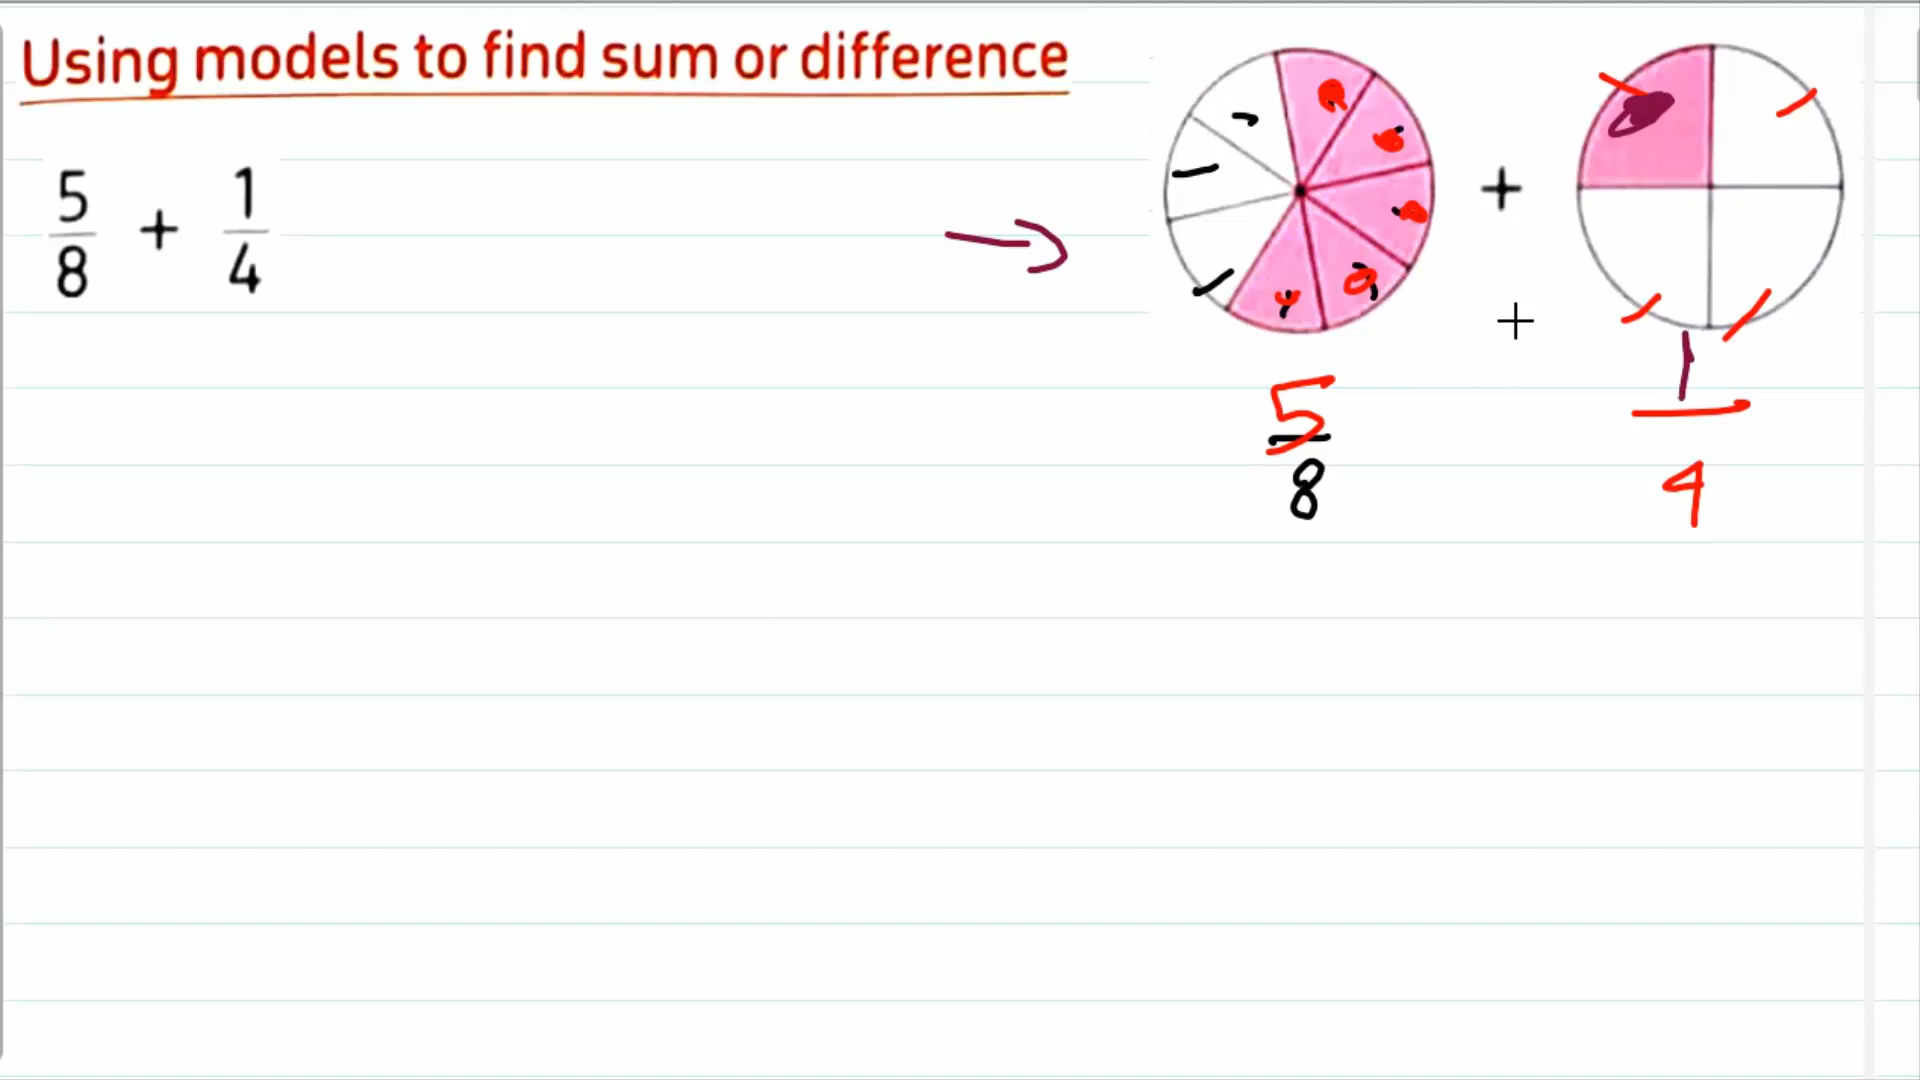 Using models to find sum or difference
5/8 + 1/4
+
+
5/8 1/4